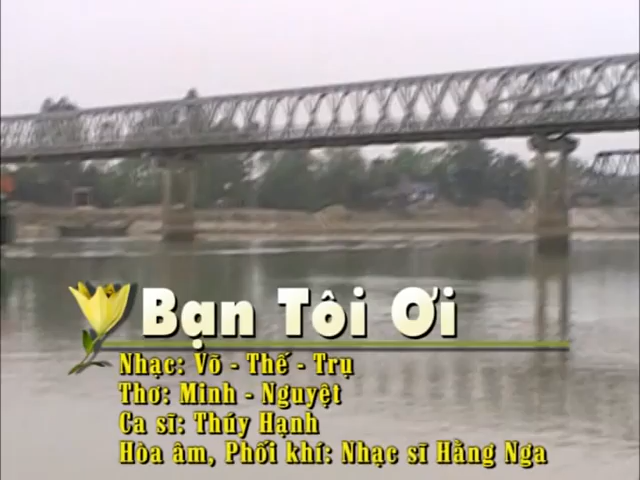 Bạn Tôi Ơi
Nhạc: Võ - Thế - Trụ
Thơ: Minh - Nguyệt
Ca sĩ: Thúy Hạnh
Hòa âm, Phối khí: Nhạc sĩ Hằng Nga